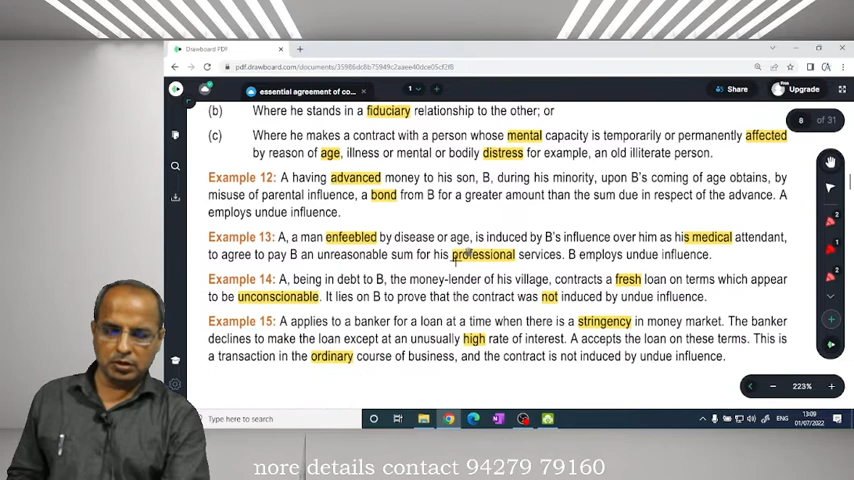 Drawboard PDF
pdf.drawboard.com/documents/35986dc8b75949c2aaee40dce05cf2f8
essential agreement of co...
1
Share
Upgrade
8 of 31
(b) Where he stands in a fiduciary relationship to the other; or
(c) Where he makes a contract with a person whose mental capacity is temporarily or permanently affected
by reason of age, illness or mental or bodily distress for example, an old illiterate person.
Example 12: A having advanced money to his son, B, during his minority, upon B's coming of age obtains, by
misuse of parental influence, a bond from B for a greater amount than the sum due in respect of the advance. A
employs undue influence.
Example 13: A, a man enfeebled by disease or age, is induced by B's influence over him as his medical attendant,
to agree to pay B an unreasonable sum for his professional services. B employs undue influence.
Example 14: A, being in debt to B, the money-lender of his village, contracts a fresh loan on terms which appear
to be unconscionable. It lies on B to prove that the contract was not induced by undue influence.
Example 15: A applies to a banker for a loan at a time when there is a stringency in money market. The banker
declines to make the loan except at an unusually high rate of interest. A accepts the loan on these terms. This is
a transaction in the ordinary course of business, and the contract is not induced by undue influence.
223%
Type here to search
ENG
13:09
01/07/2022
nore details contact 94279 79160